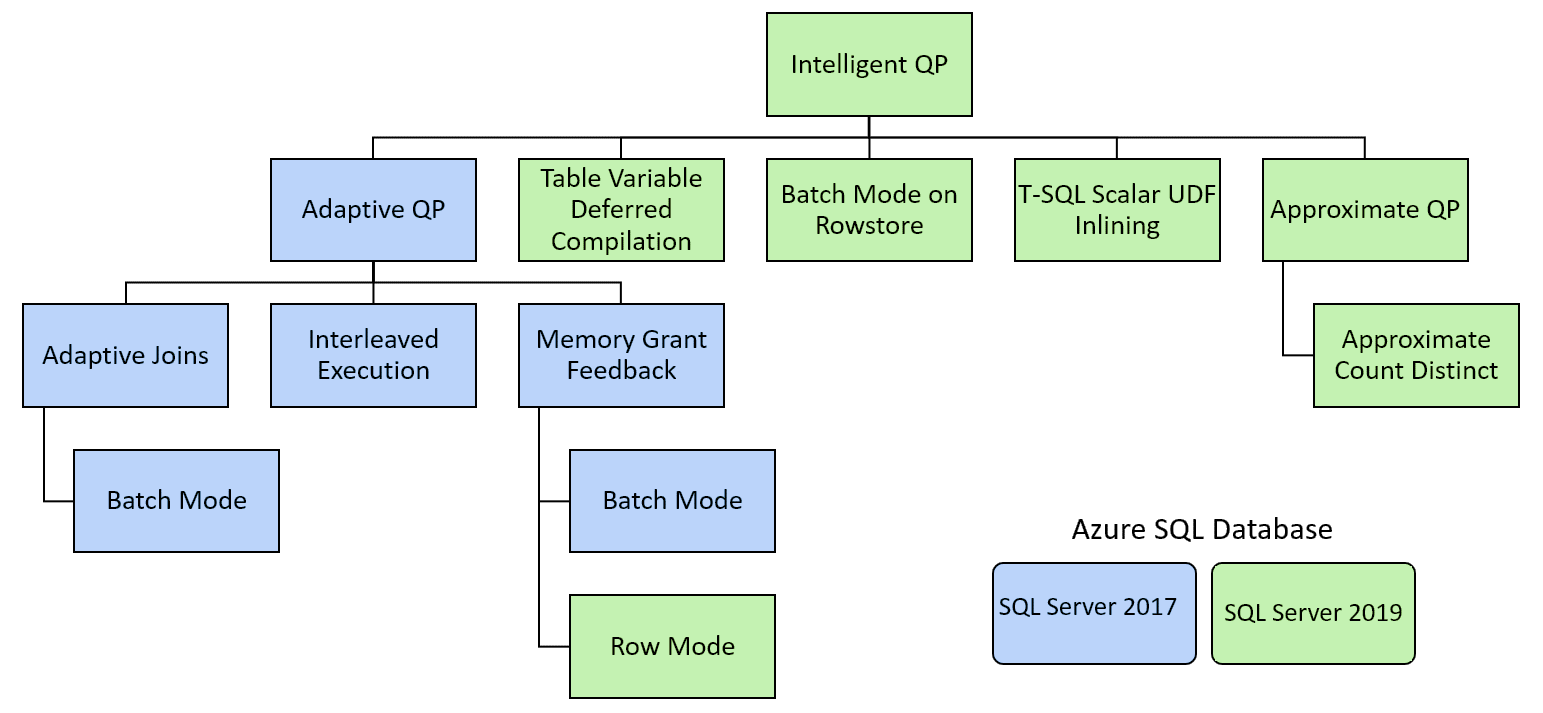 Intelligent QP
Adaptive QP
Table Variable
Deferred
Compilation
Batch Mode on
Rowstore
T-SQL Scalar UDF
Inlining
Approximate QP
Adaptive Joins
Interleaved
Execution
Memory Grant
Feedback
Approximate
Count Distinct
Batch Mode
Batch Mode
Row Mode
Azure SQL Database
SQL Server 2017
SQL Server 2019